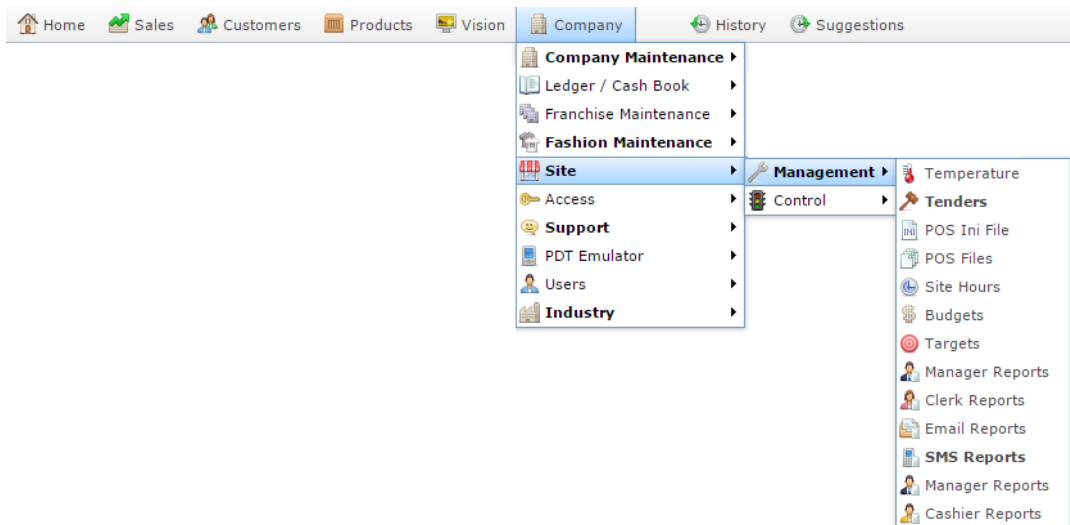 Home Sales Customers Products Vision Company History Suggestions
Company Maintenance
Ledger / Cash Book
Franchise Maintenance
Fashion Maintenance
Site
Access
Support
PDT Emulator
Users
Industry
Management
Control
Temperature
Tenders
INI POS Ini File
POS Files
Site Hours
Budgets
Targets
Manager Reports
Clerk Reports
Email Reports
SMS Reports
Manager Reports
Cashier Reports